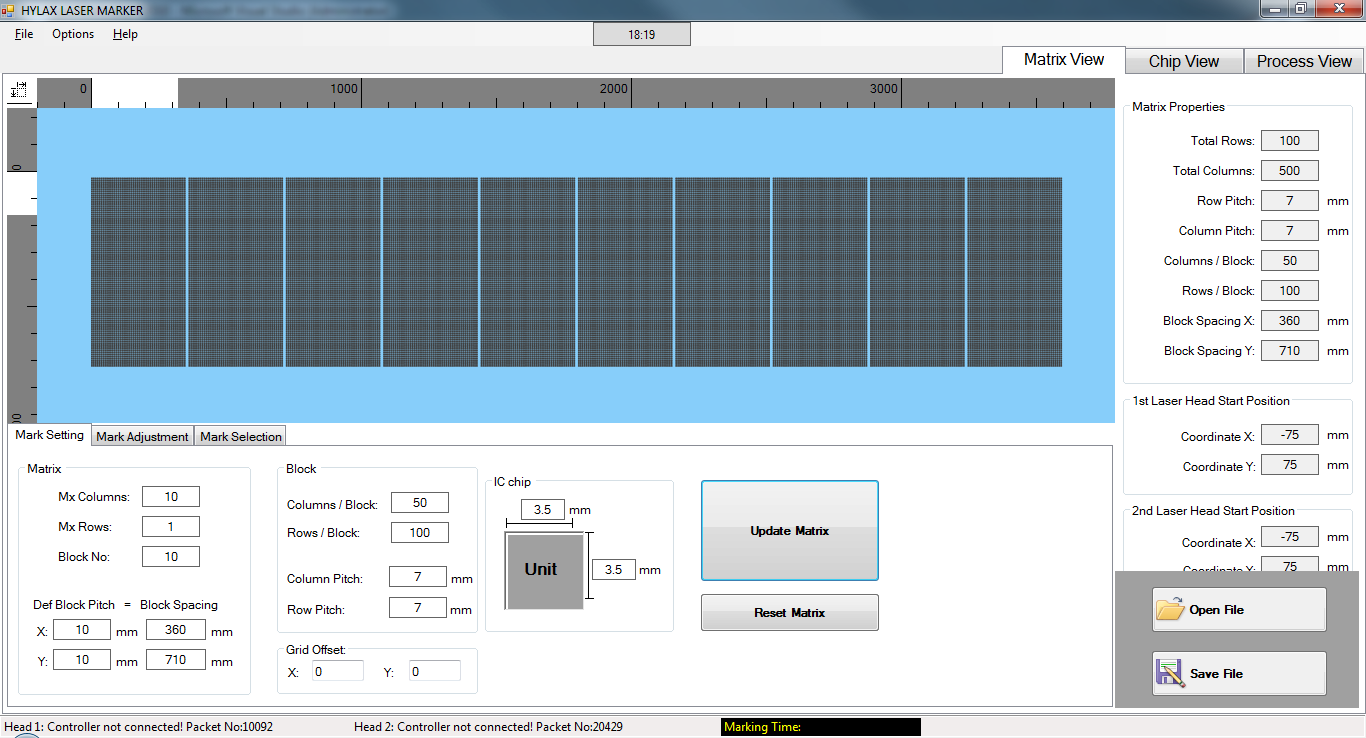 HYLAX LASER MARKER
File Options Help
18:19
Matrix View Chip View Process View
0 1000 2000 3000
0
Matrix Properties
Total Rows: 100
Total Columns: 500
Row Pitch: 7 mm
Column Pitch: 7 mm
Columns / Block: 50
Rows / Block: 100
Block Spacing X: 360 mm
Block Spacing Y: 710 mm
1st Laser Head Start Position
Coordinate X: -75 mm
Coordinate Y: 75 mm
2nd Laser Head Start Position
Coordinate X: -75 mm
Coordinate Y: 75 mm
Open File
Save File
Mark Setting Mark Adjustment Mark Selection
Matrix
Mx Columns: 10
Mx Rows: 1
Block No: 10
Def Block Pitch = Block Spacing
X: 10 mm 360 mm
Y: 10 mm 710 mm
Block
Columns / Block: 50
Rows / Block: 100
Column Pitch: 7 mm
Row Pitch: 7 mm
Grid Offset:
X: 0 Y: 0
IC chip
3.5 mm
Unit
3.5 mm
Update Matrix
Reset Matrix
Head 1: Controller not connected! Packet No:10092 Head 2: Controller not connected! Packet No:20429 Marking Time: